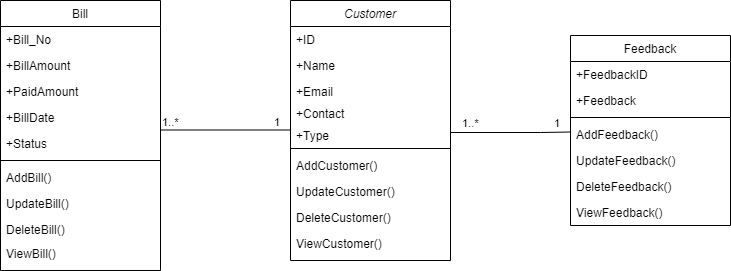 Bill
+Bill_No
+BillAmount
+PaidAmount
+BillDate
+Status
AddBill()
UpdateBill()
DeleteBill()
ViewBill()
1..*
1
Customer
+ID
+Name
+Email
+Contact
+Type
AddCustomer()
UpdateCustomer()
DeleteCustomer()
ViewCustomer()
1..*
1
Feedback
+FeedbackID
+Feedback
AddFeedback()
UpdateFeedback()
DeleteFeedback()
ViewFeedback()